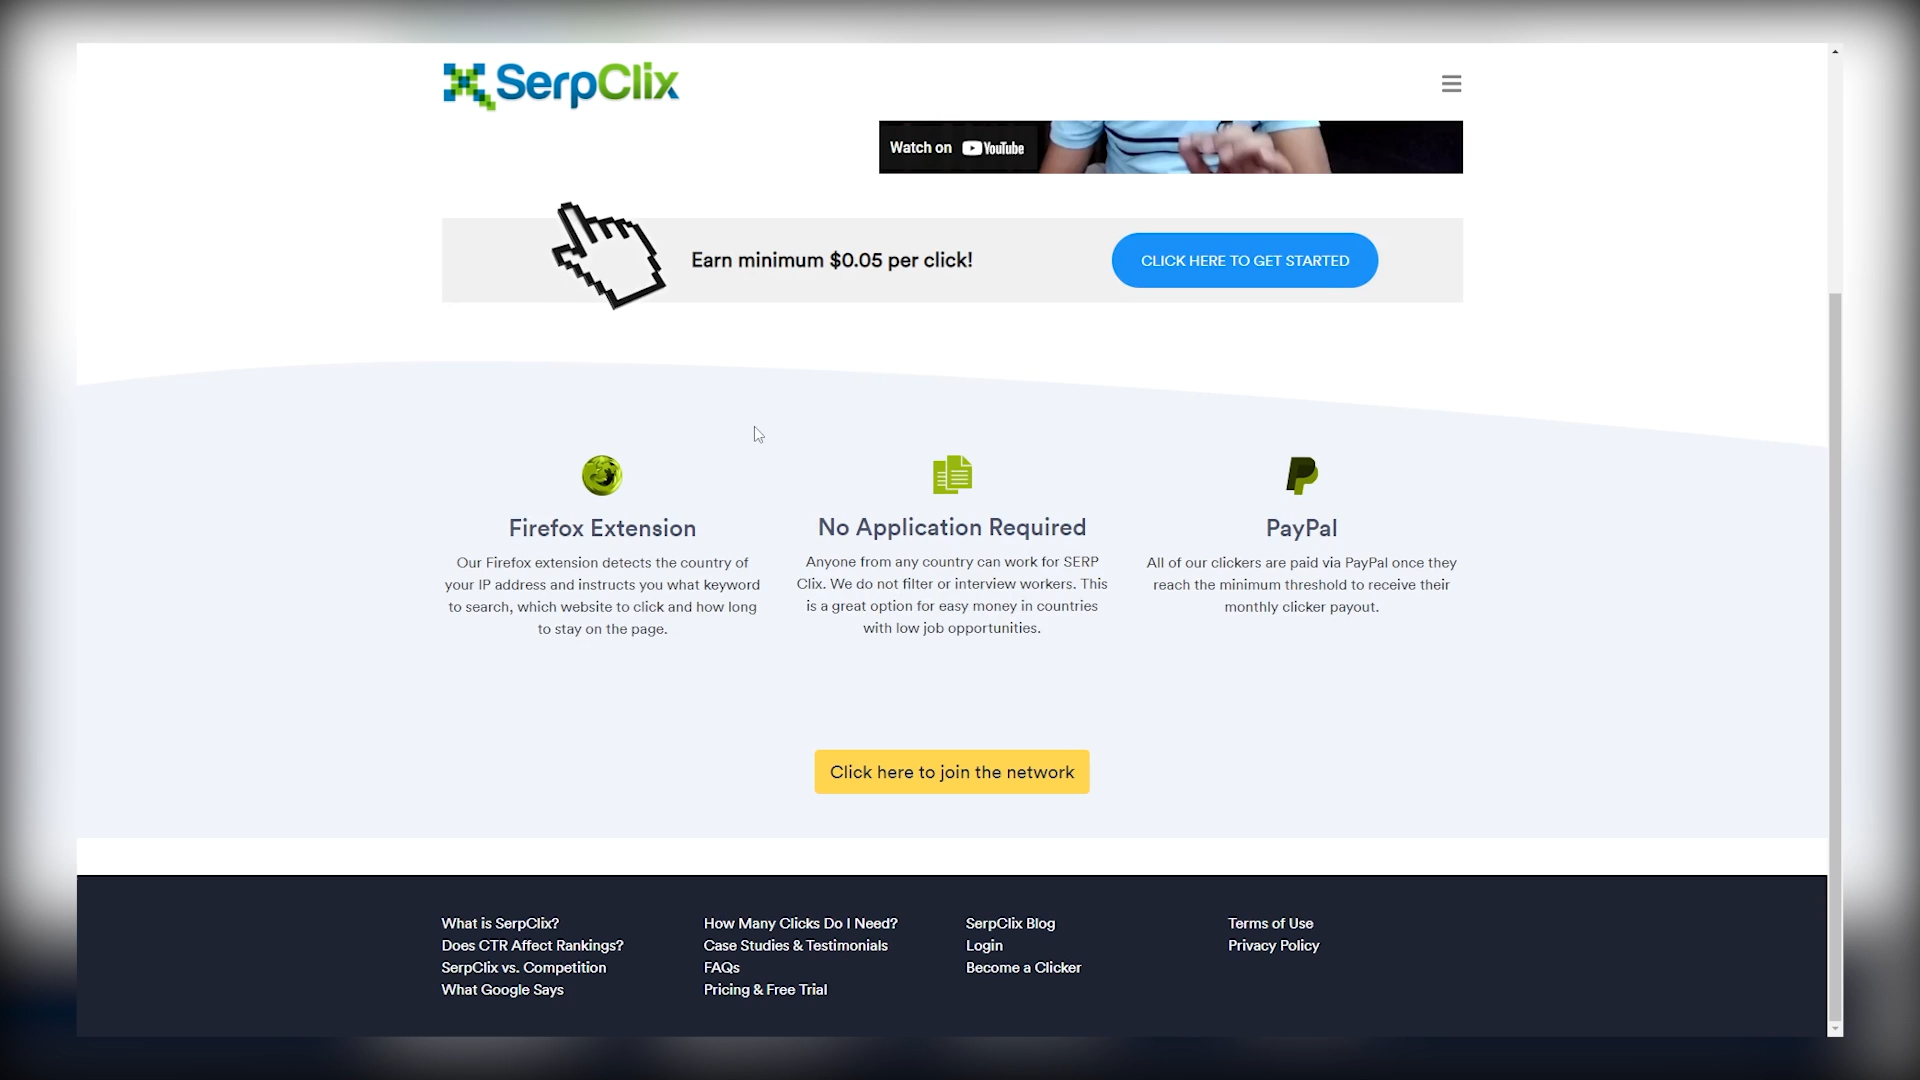 SerpClix
Watch on YouTube
Earn minimum $0.05 per click!
CLICK HERE TO GET STARTED
Firefox Extension
Our Firefox extension detects the country of
your IP address and instructs you what keyword
to search, which website to click and how long
to stay on the page.
No Application Required
Anyone from any country can work for SERP
Clix. We do not filter or interview workers. This
is a great option for easy money in countries
with low job opportunities.
PayPal
All of our clickers are paid via PayPal once they
reach the minimum threshold to receive their
monthly clicker payout.
Click here to join the network
What is SerpClix?
Does CTR Affect Rankings?
SerpClix vs. Competition
What Google Says
How Many Clicks Do I Need?
Case Studies & Testimonials
FAQs
Pricing & Free Trial
SerpClix Blog
Login
Become a Clicker
Terms of Use
Privacy Policy